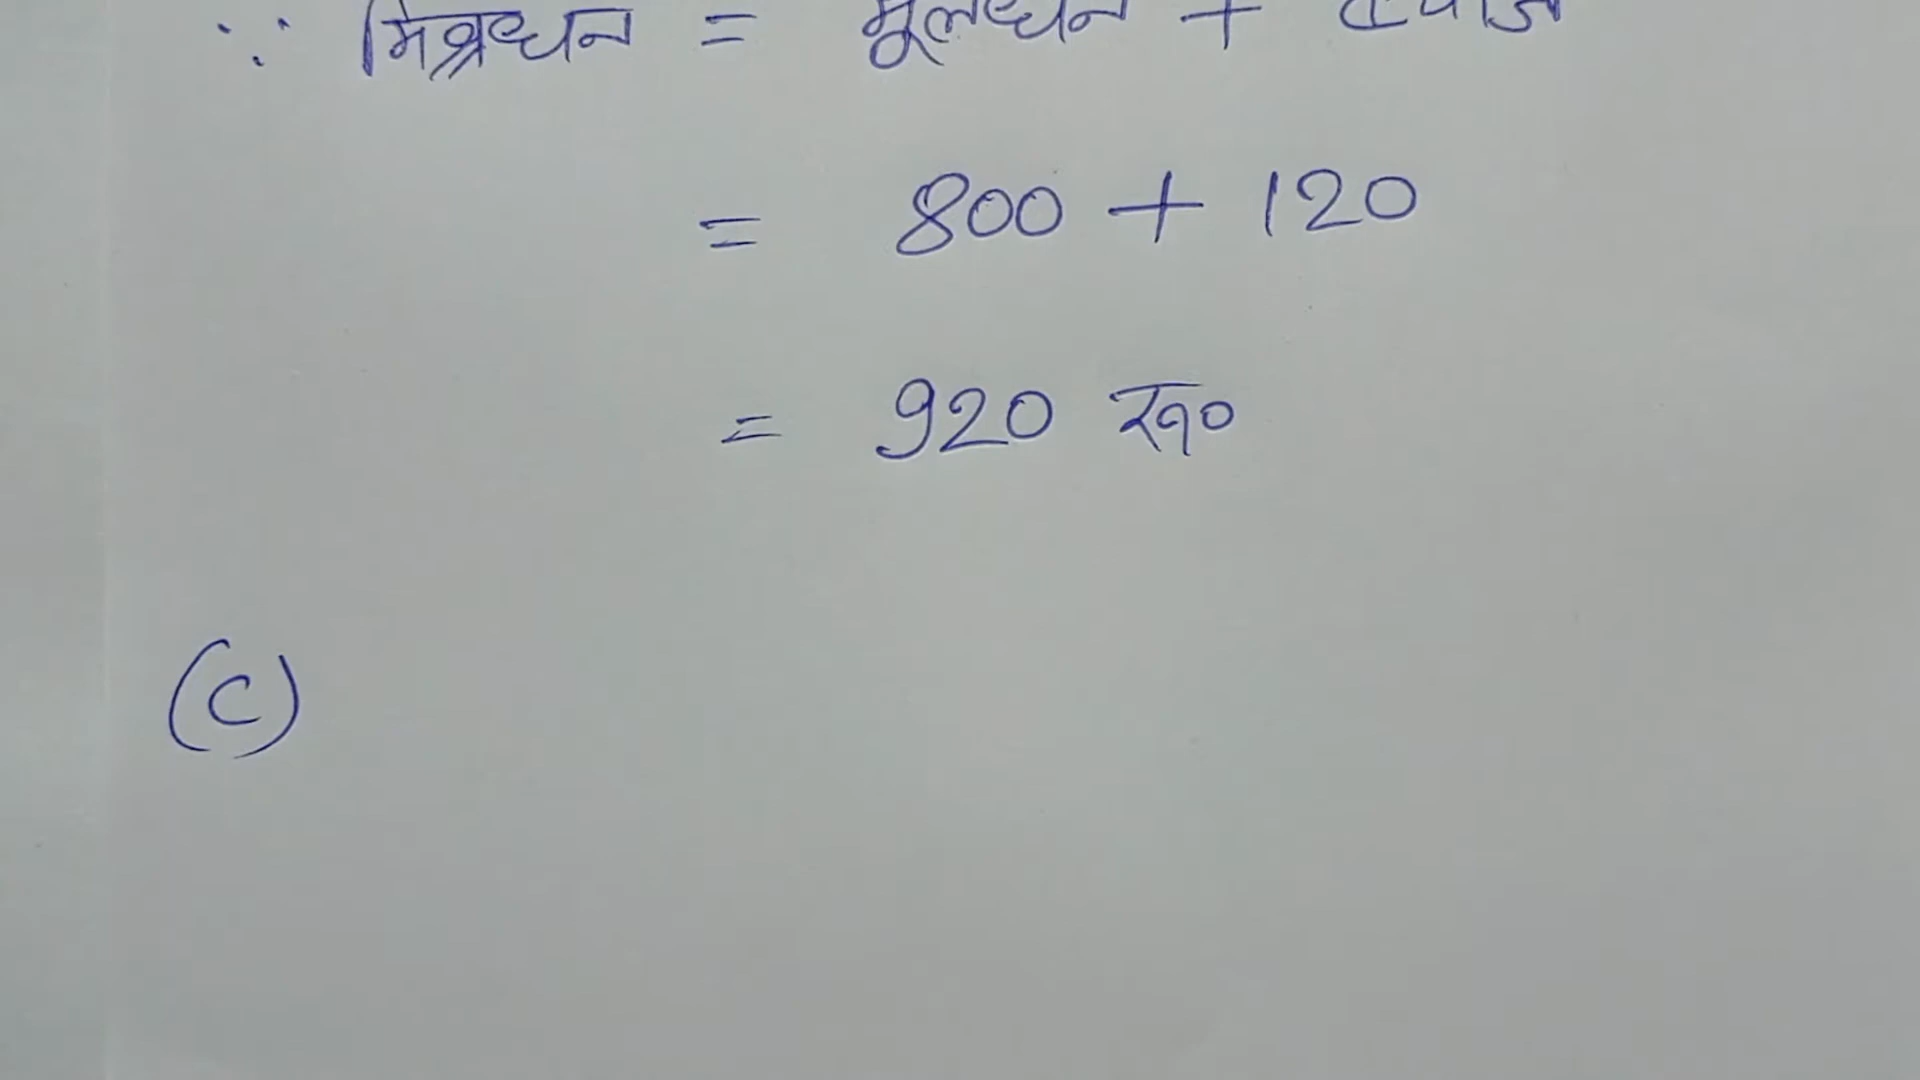 ∵ मिश्रधन = मूलधन + ब्याज
= 800 + 120
= 920 रू०
(c)